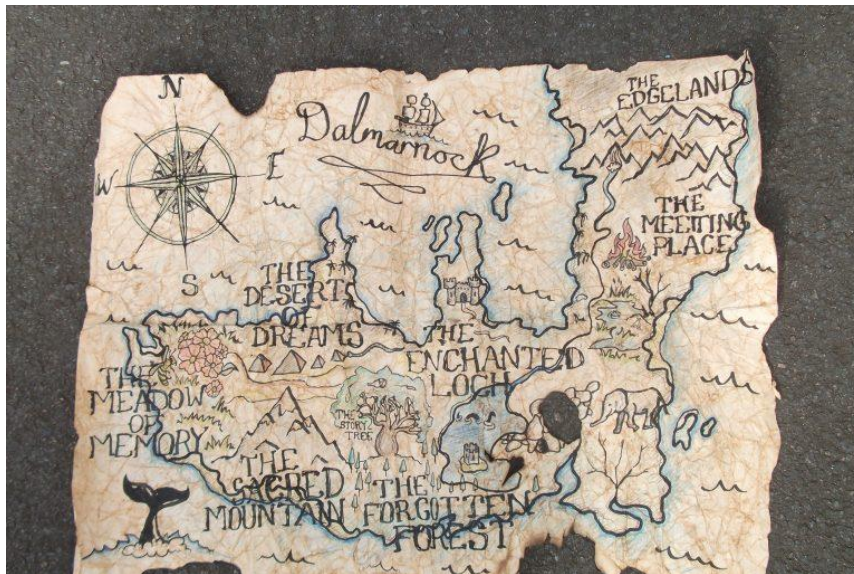 N
E
W
S
Dalmarnock
THE
EDGELANDS
THE
MEETING
PLACE
THE
DESERT
OF
DREAMS
THE
ENCHANTED
LOCH
THE
MEADOW
OF
MEMORY
THE
STORY
TREE
THE
SACRED
MOUNTAIN
THE
FORGOTTEN
FOREST